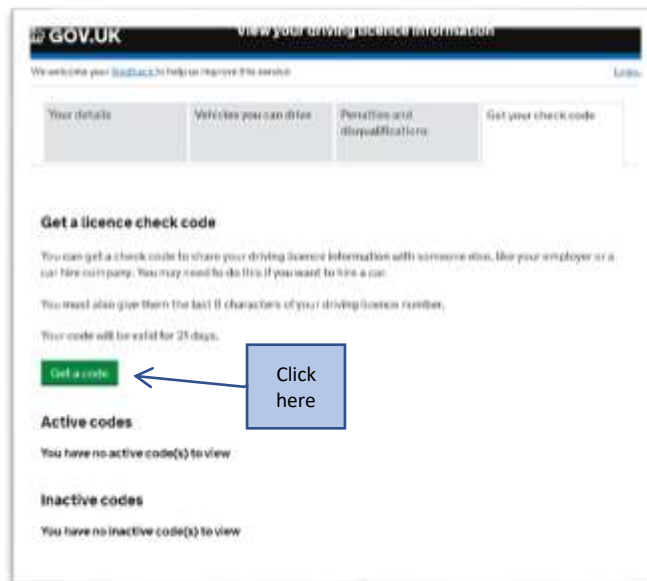 GOV.UK
View your driving licence information
We welcome your feedback to help us improve this service
Your details
Vehicles you can drive
Penalties and
disqualifications
Get your check code
Get a licence check code
You can get a check code to share your driving licence information with someone else, like your employer or a
car hire company. You may need to do this if you want to hire a car.
You must also give them the last 8 characters of your driving licence number.
Your code will be valid for 21 days.
Get a code
Click
here
Active codes
You have no active code(s) to view
Inactive codes
You have no inactive code(s) to view